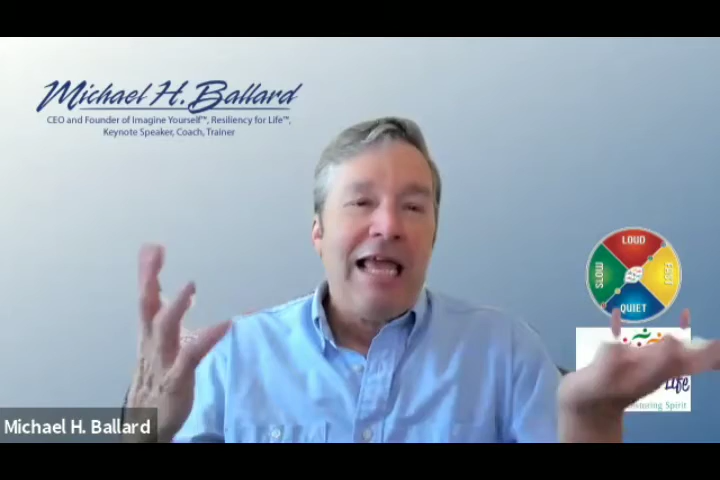 Michael H. Ballard
CEO and Founder of Imagine Yourself™, Resiliency for Life™,
Keynote Speaker, Coach, Trainer
LOUD
SLOW
FAST
QUIET
Life
Spirit
Michael H. Ballard